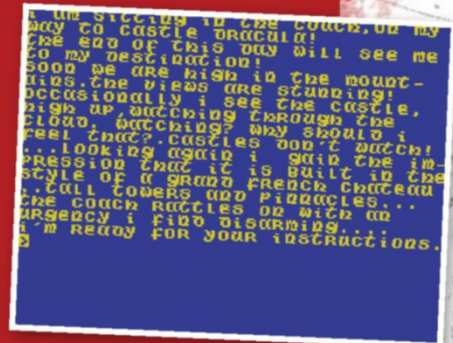 i am sitting in the coach,on my
way to castle dracula!
the end of this day will see me
to my destination!
soon we are high in the mount-
ains the views are stunning!
occasionally i see the castle,
high up, watching through the
cloud. watching? why should i
feel that?.castles don't watch!
...looking again i gain the im-
pression that it is built in the
style of a grand french chateau
..tall towers and pinnacles...
the coach rattles on with an
urgency i find disarming....
i'm ready for your instructions.